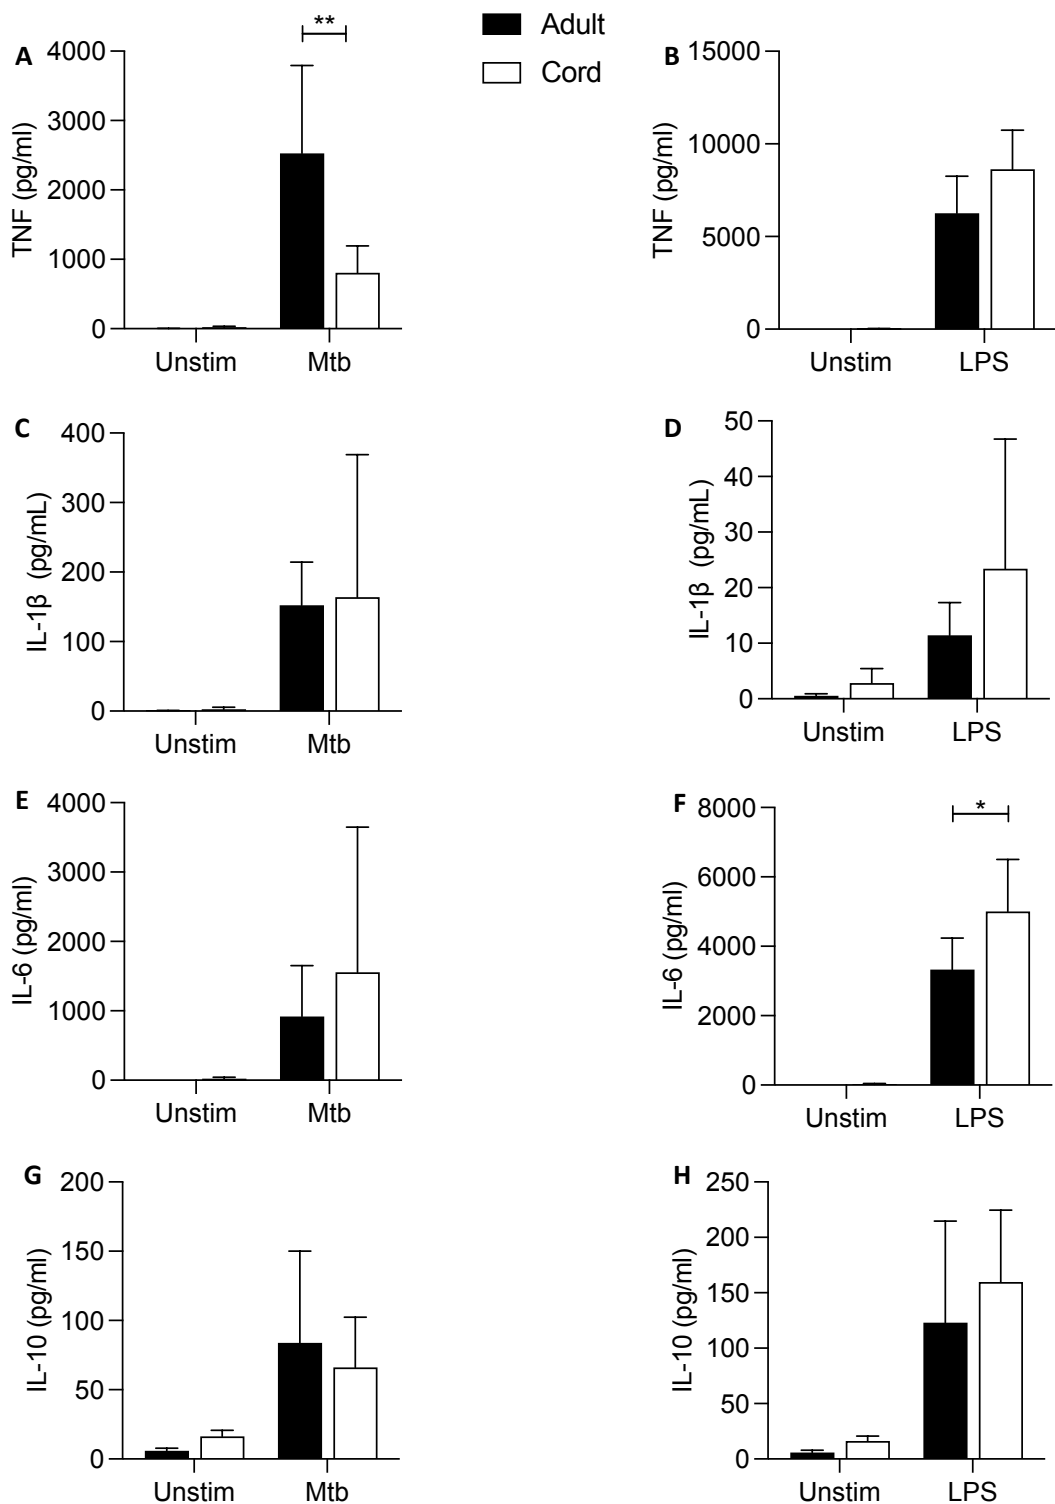 Adult
Cord
A
**
4000
3000
2000
1000
0
TNF (pg/ml)
Unstim
Mtb
B
15000
10000
5000
0
TNF (pg/ml)
Unstim
LPS
C
400
300
200
100
0
IL-1β (pg/mL)
Unstim
Mtb
D
50
40
30
20
10
0
IL-1β (pg/mL)
Unstim
LPS
E
4000
3000
2000
1000
0
IL-6 (pg/ml)
Unstim
Mtb
F
*
8000
6000
4000
2000
0
IL-6 (pg/ml)
Unstim
LPS
G
200
150
100
50
0
IL-10 (pg/ml)
Unstim
Mtb
H
250
200
150
100
50
0
IL-10 (pg/ml)
Unstim
LPS